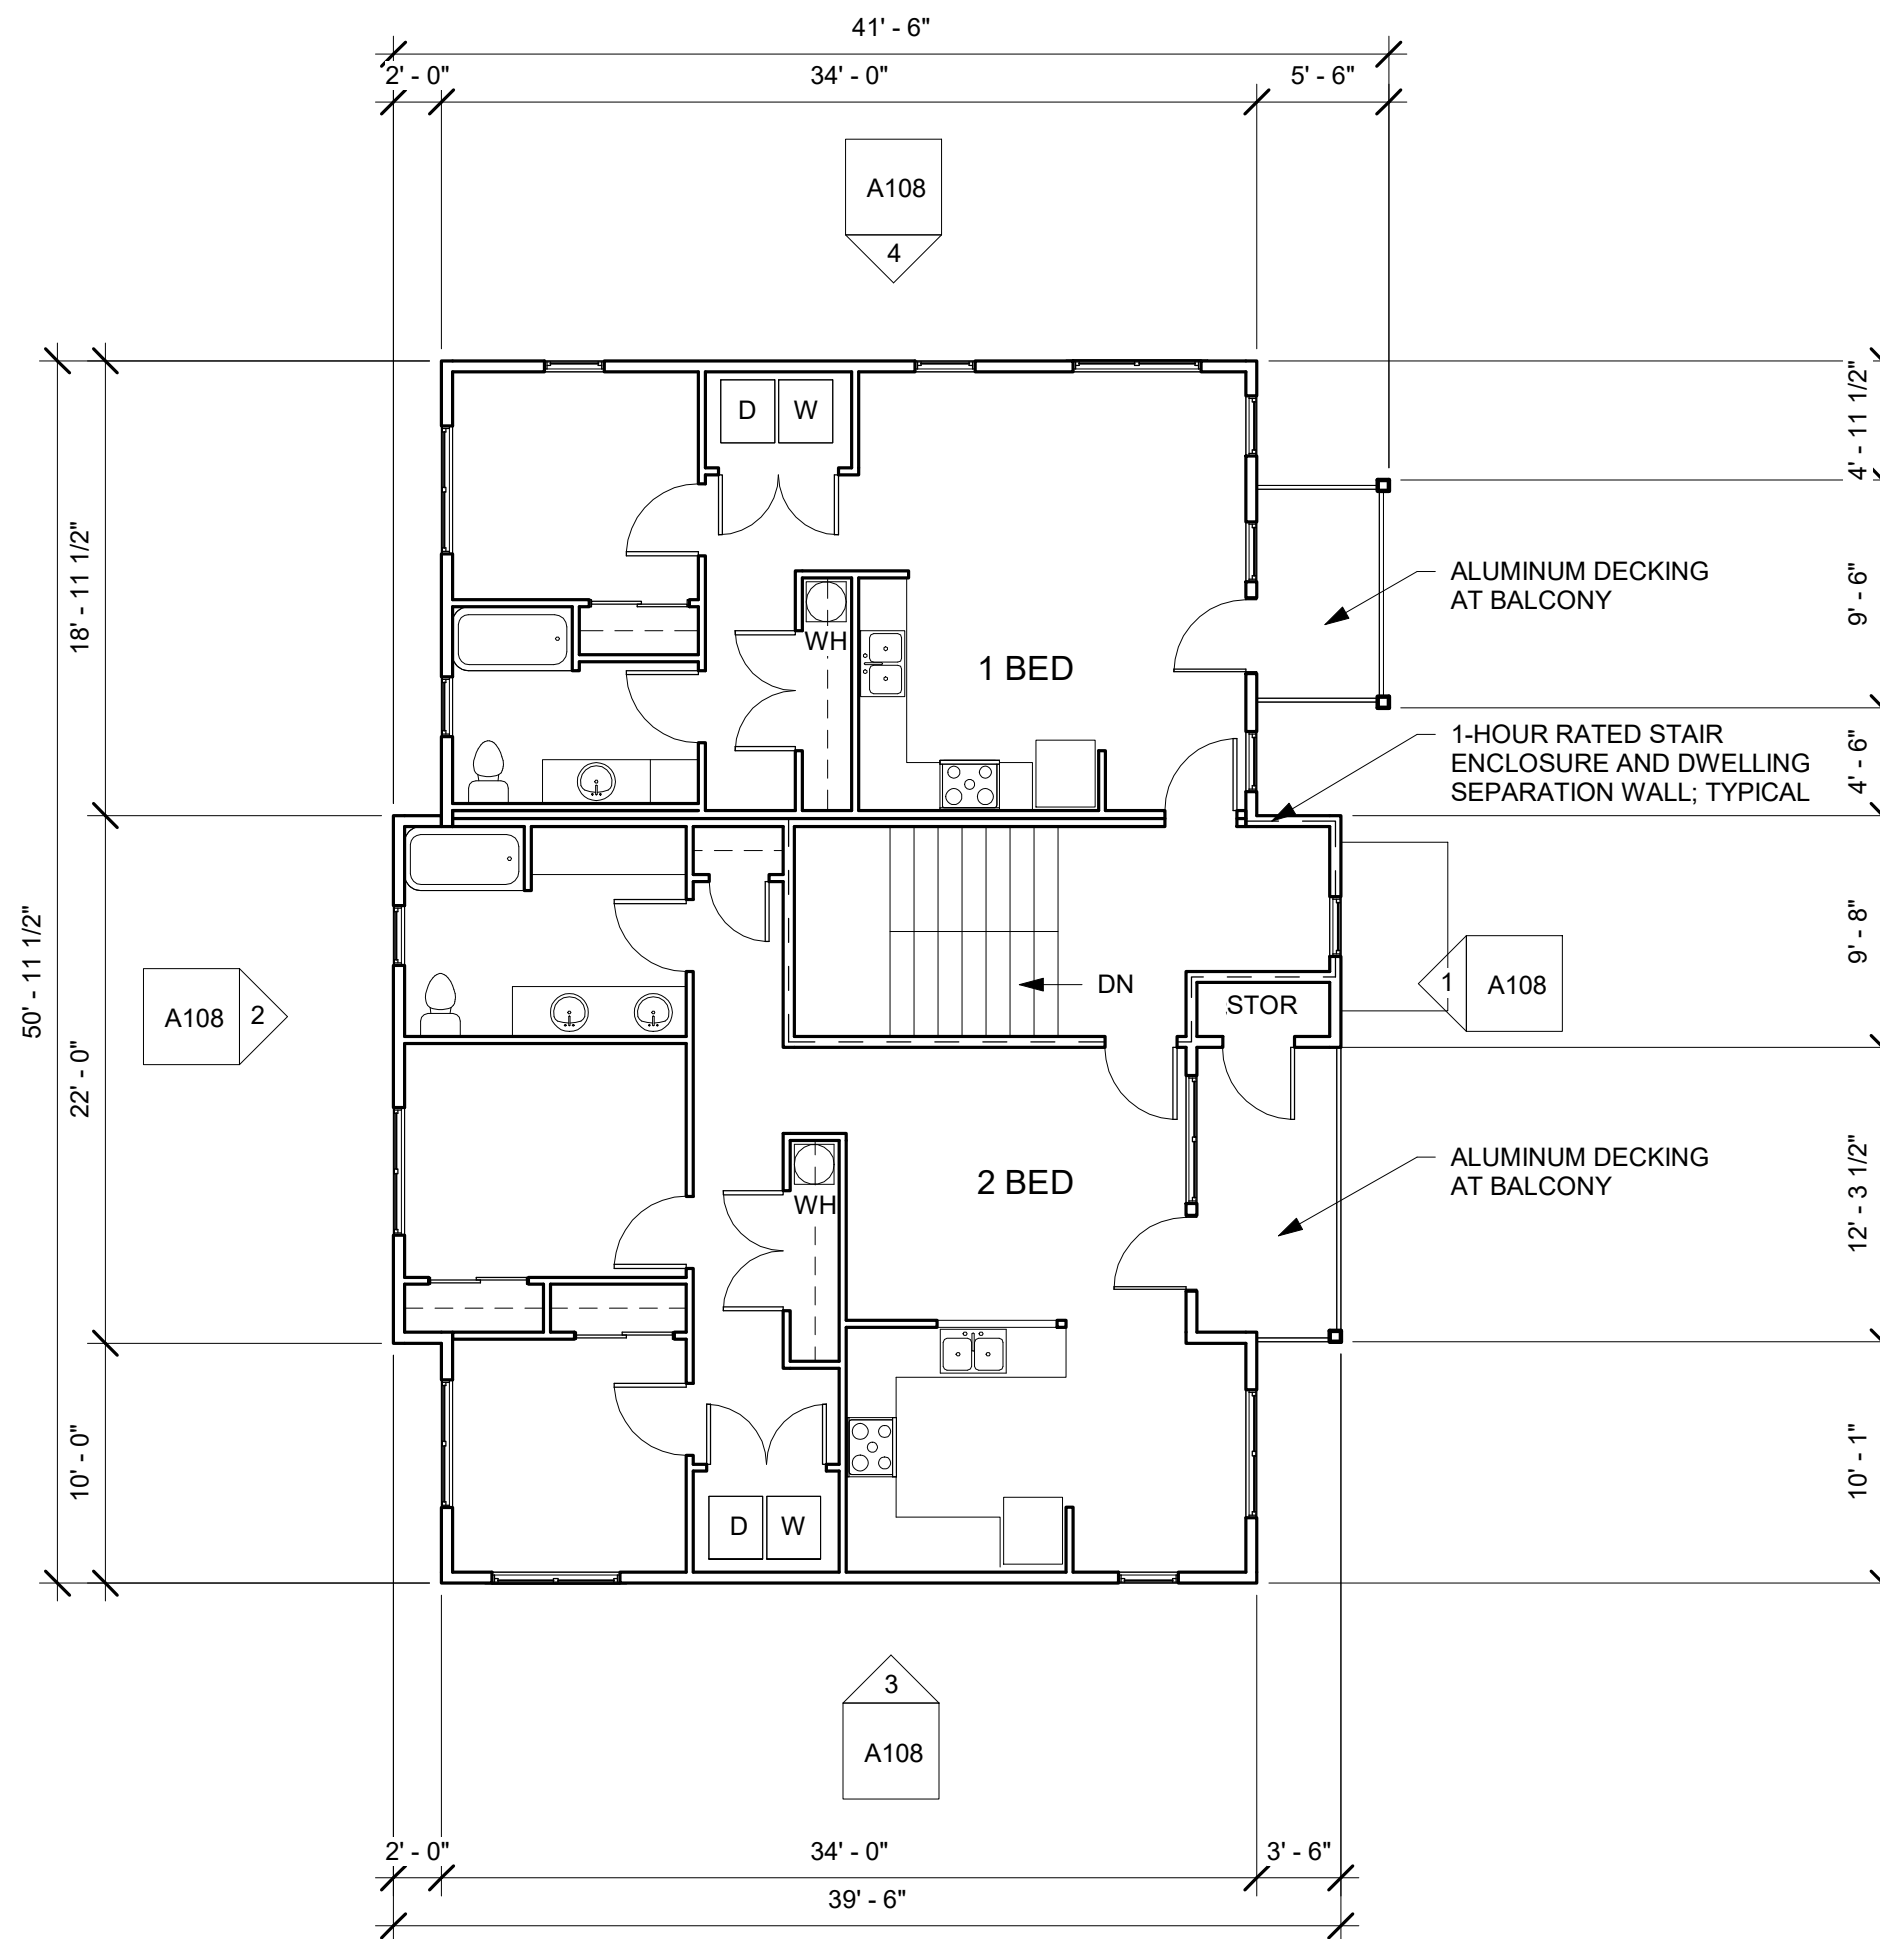 41' - 6"
2' - 0"
34' - 0"
5' - 6"
A108
4
50' - 11 1/2"
18' - 11 1/2"
22' - 0"
10' - 0"
4' - 11 1/2"
9' - 6"
4' - 6"
9' - 8"
12' - 3 1/2"
10' - 1"
D
W
WH
1 BED
ALUMINUM DECKING
AT BALCONY
1-HOUR RATED STAIR
ENCLOSURE AND DWELLING
SEPARATION WALL; TYPICAL
DN
STOR
A108
2
1
A108
ALUMINUM DECKING
AT BALCONY
2 BED
WH
D
W
3
A108
2' - 0"
34' - 0"
3' - 6"
39' - 6"